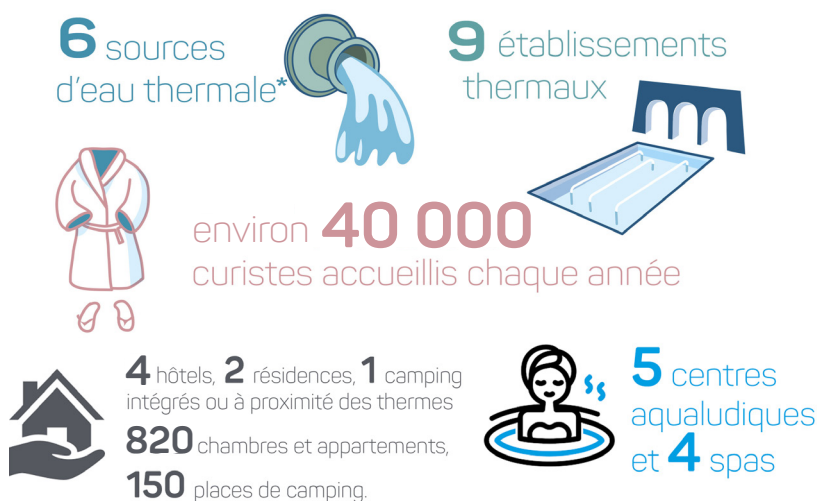 6 sources
d'eau thermale*
9 établissements
thermaux
environ 40 000
curistes accueillis chaque année
4 hôtels, 2 résidences, 1 camping
intégrés ou à proximité des thermes
820 chambres et appartements,
150 places de camping.
5 centres
aqualudiques
et 4 spas